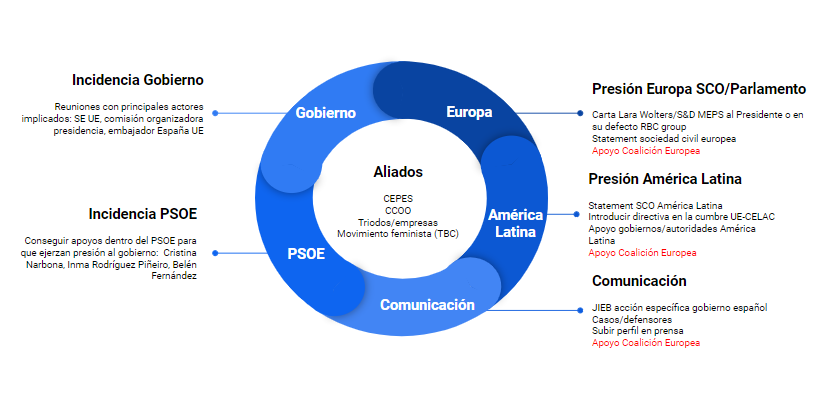 Incidencia Gobierno
Reuniones con principales actores
implicados: SE UE, comisión organizadora
presidencia, embajador España UE
Incidencia PSOE
Conseguir apoyos dentro del PSOE para
que ejerzan presión al gobierno: Cristina
Narbona, Inma Rodríguez Piñeiro, Belén
Fernández
Gobierno
Europa
América
Latina
Comunicación
PSOE
Aliados
CEPES
CCOO
Triodos/empresas
Movimiento feminista (TBC)
Presión Europa SCO/Parlamento
Carta Lara Wolters/S&D MEPS al Presidente o en
su defecto RBC group
Statement sociedad civil europea
Apoyo Coalición Europea
Presión América Latina
Statement SCO América Latina
Introducir directiva en la cumbre UE-CELAC
Apoyo gobiernos/autoridades América
Latina
Apoyo Coalición Europea
Comunicación
JIEB acción específica gobierno español
Casos/defensores
Subir perfil en prensa
Apoyo Coalición Europea